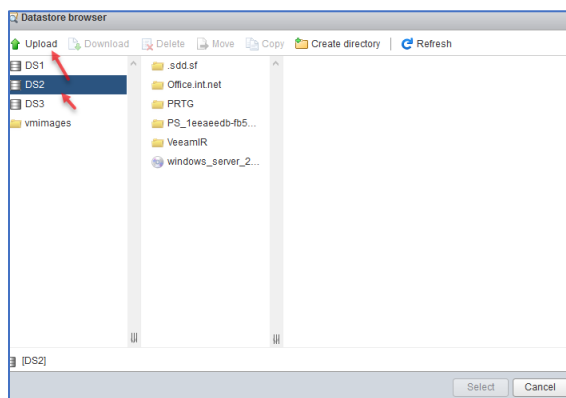 Datastore browser
Upload Download Delete Move Copy Create directory Refresh
DS1
DS2
DS3
vmimages
.sdd.sf
Office.int.net
PRTG
PS_1eeaeedb-fb5...
VeeamIR
windows_server_2...
[DS2]
Select Cancel